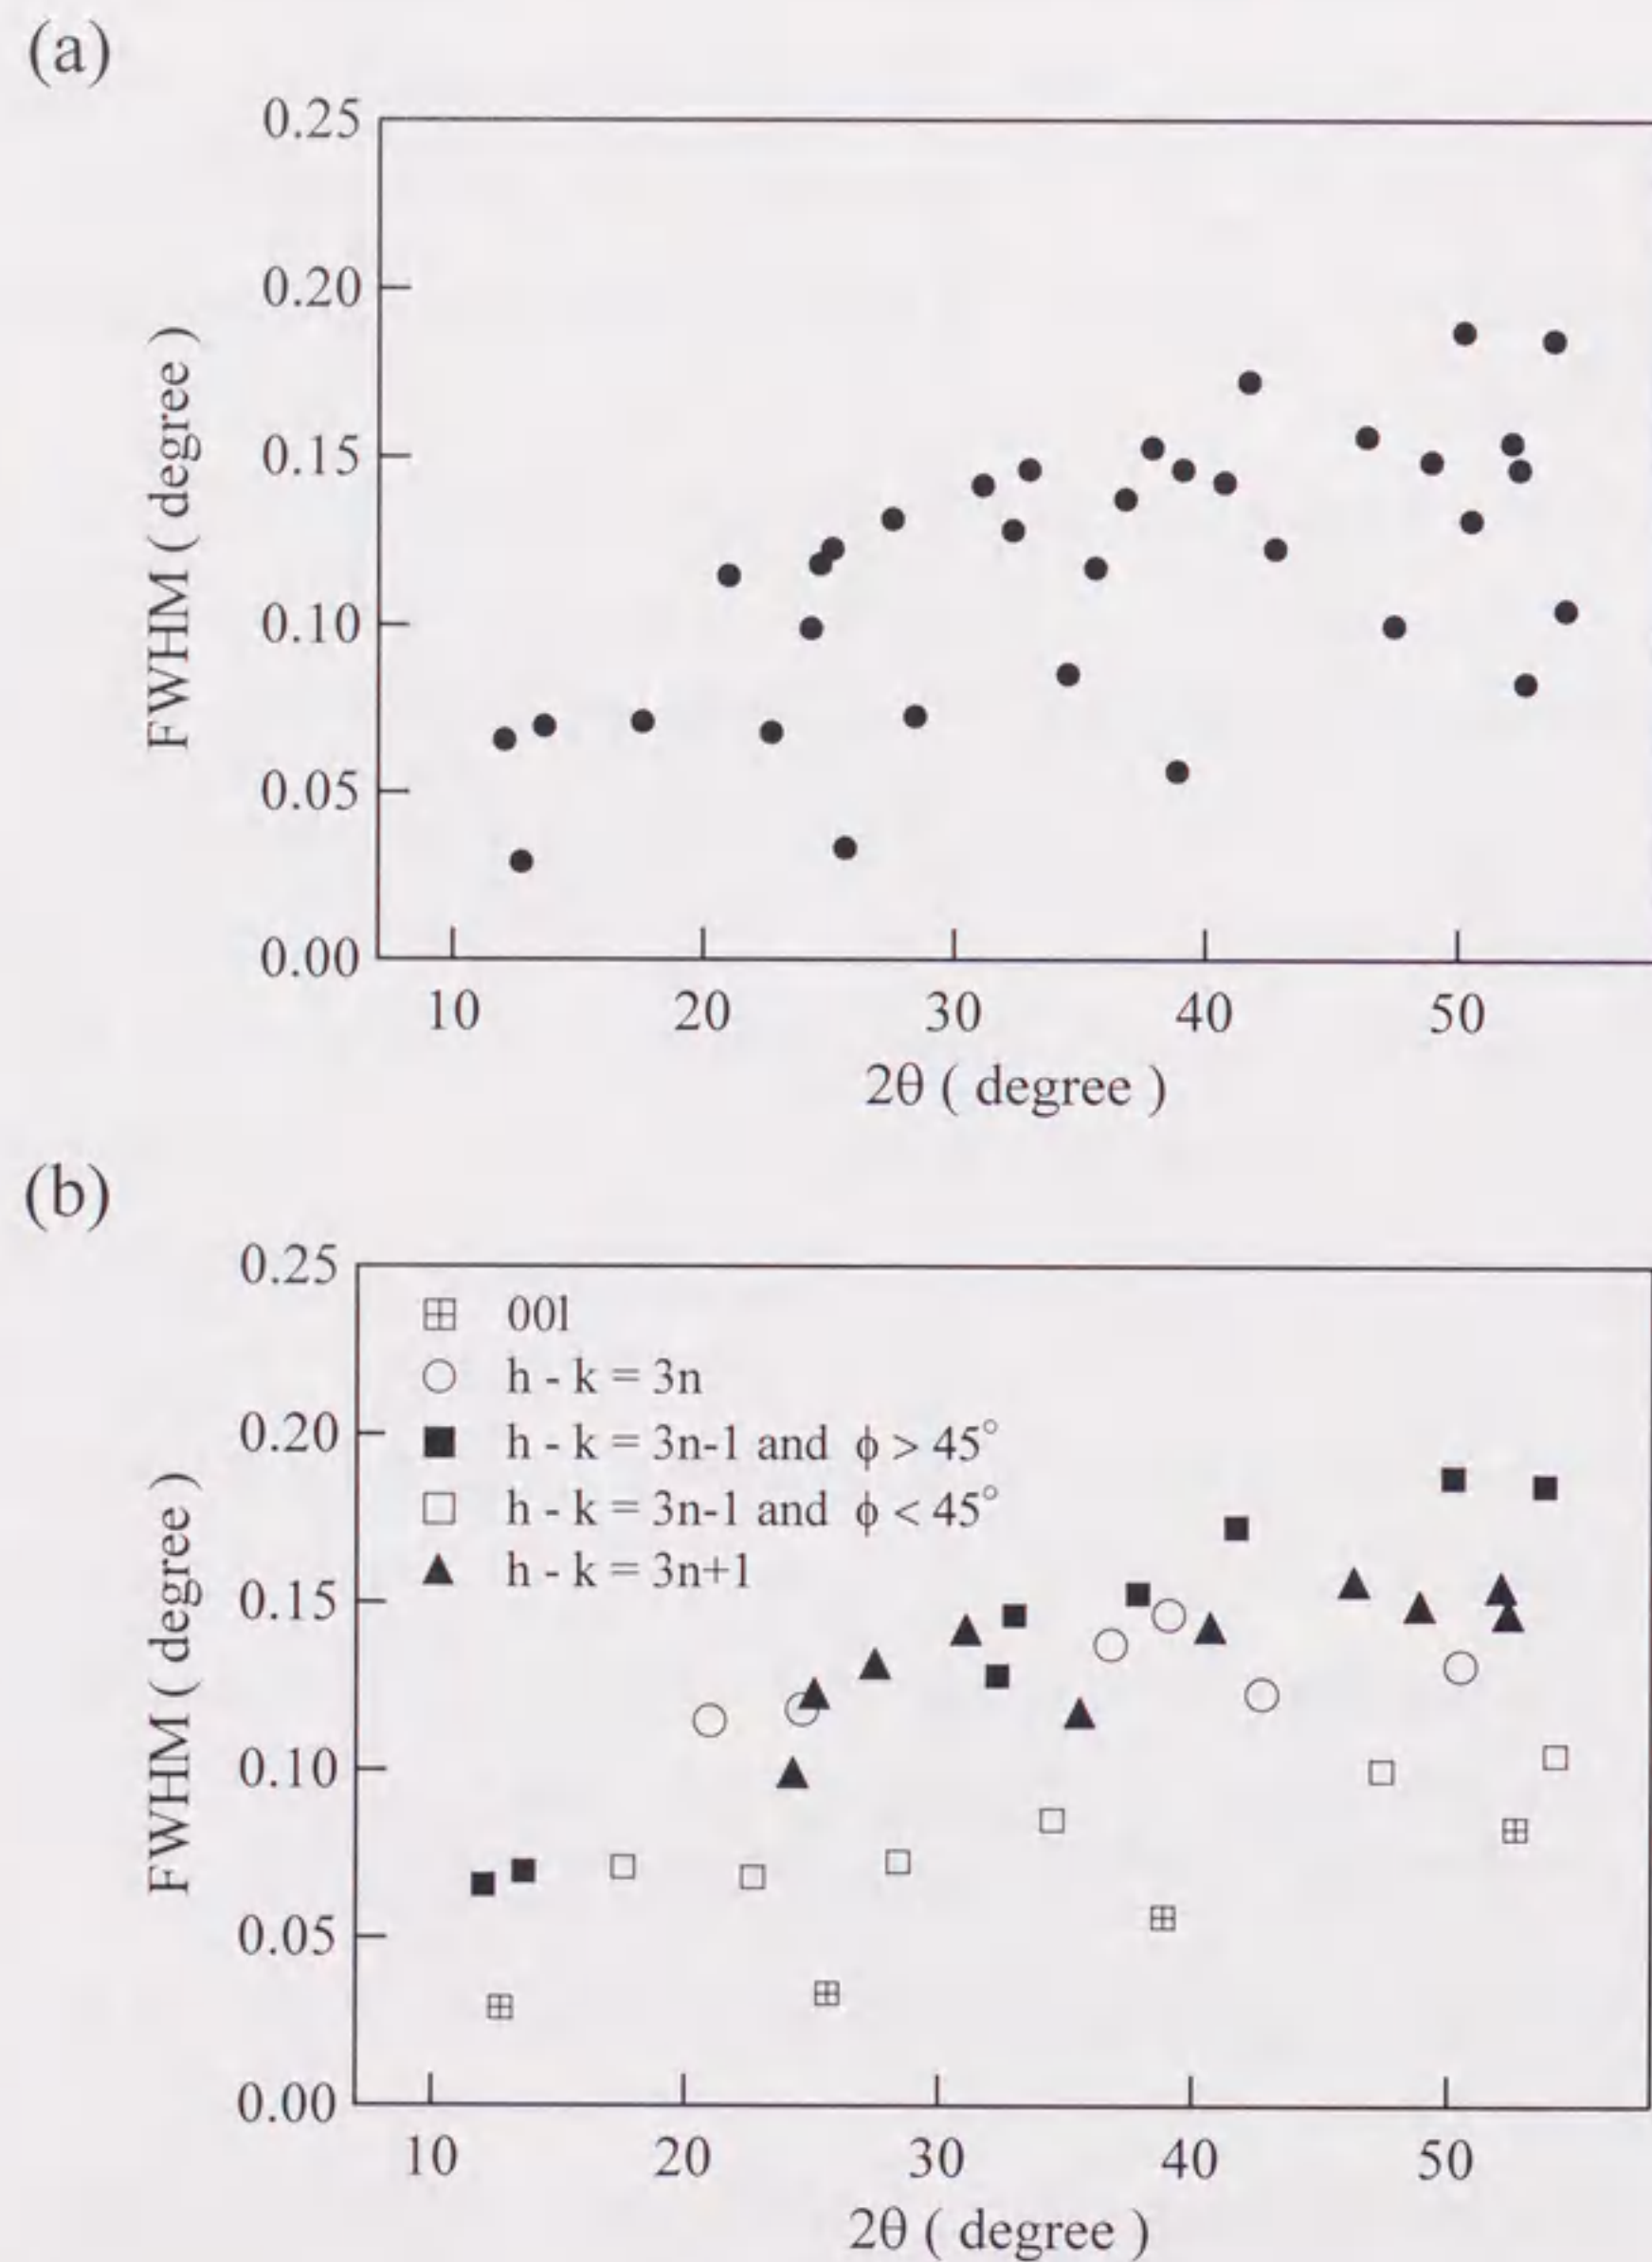 (a)
0.25
0.20
0.15
0.10
0.05
0.00
FWHM ( degree )
10 20 30 40 50
2θ ( degree )
(b)
0.25
0.20
0.15
0.10
0.05
0.00
FWHM ( degree )
00l
h - k = 3n
h - k = 3n-1 and ϕ > 45°
h - k = 3n-1 and ϕ < 45°
h - k = 3n+1
10 20 30 40 50
2θ ( degree )